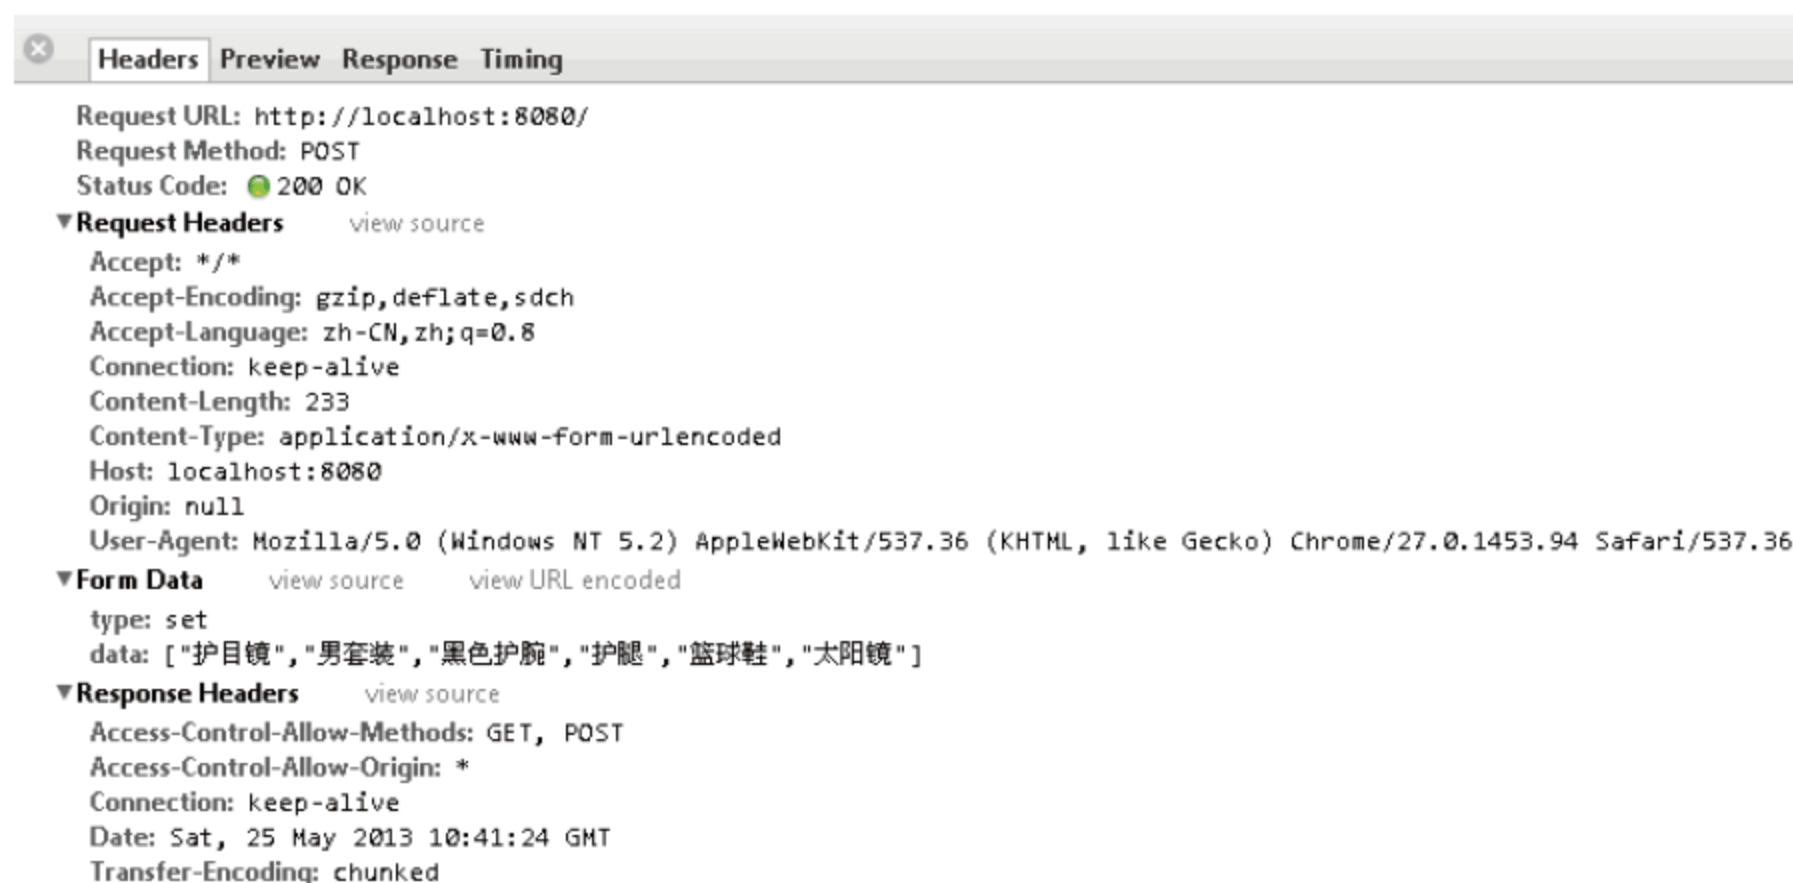 Headers Preview Response Timing
Request URL: http://localhost:8080/
Request Method: POST
Status Code: 200 OK
Request Headers view source
Accept: */*
Accept-Encoding: gzip,deflate,sdch
Accept-Language: zh-CN,zh;q=0.8
Connection: keep-alive
Content-Length: 233
Content-Type: application/x-www-form-urlencoded
Host: localhost:8080
Origin: null
User-Agent: Mozilla/5.0 (Windows NT 5.2) AppleWebKit/537.36 (KHTML, like Gecko) Chrome/27.0.1453.94 Safari/537.36
Form Data view source view URL encoded
type: set
data: ["护目镜","男套装","黑色护腕","护腿","篮球鞋","太阳镜"]
Response Headers view source
Access-Control-Allow-Methods: GET, POST
Access-Control-Allow-Origin: *
Connection: keep-alive
Date: Sat, 25 May 2013 10:41:24 GMT
Transfer-Encoding: chunked